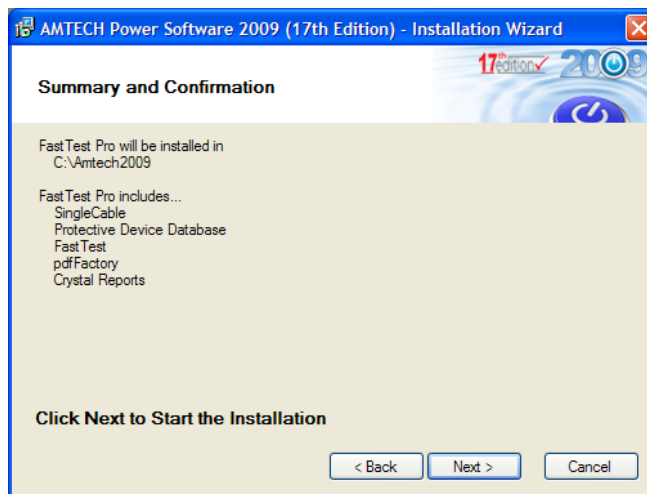 AMTECH Power Software 2009 (17th Edition) - Installation Wizard
17th edition 2009
Summary and Confirmation
FastTest Pro will be installed in
C:\Amtech2009
FastTest Pro includes...
SingleCable
Protective Device Database
FastTest
pdfFactory
Crystal Reports
Click Next to Start the Installation
< Back Next > Cancel